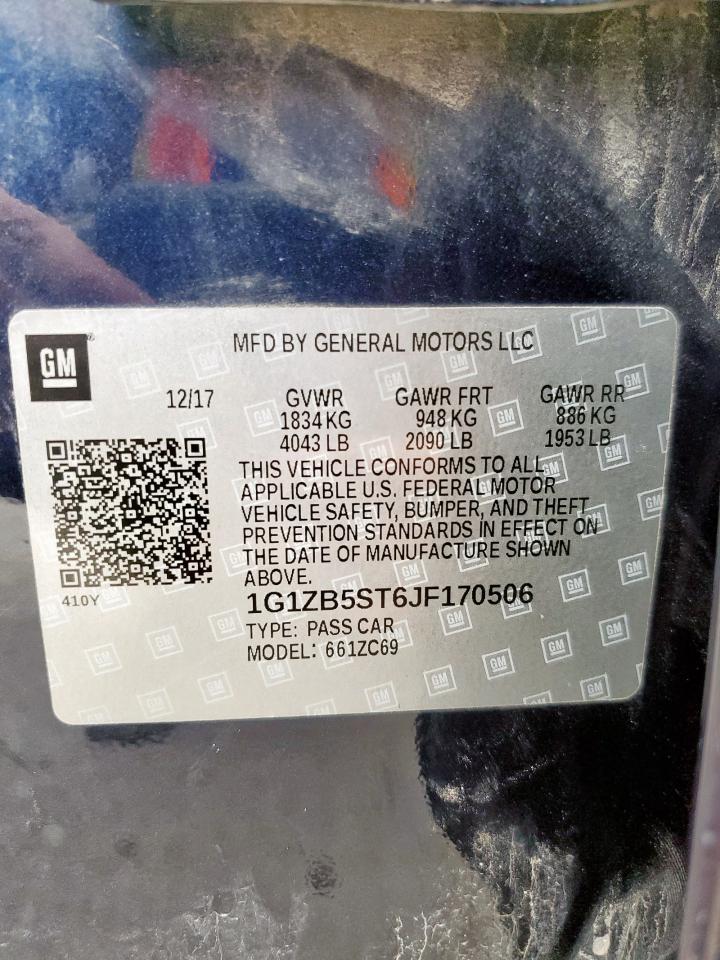 GM
MFD BY GENERAL MOTORS LLC
12/17 GVWR GAWR FRT GAWR RR
1834 KG 948 KG 886 KG
4043 LB 2090 LB 1953 LB
THIS VEHICLE CONFORMS TO ALL
APPLICABLE U.S. FEDERAL MOTOR
VEHICLE SAFETY, BUMPER, AND THEFT
PREVENTION STANDARDS IN EFFECT ON
THE DATE OF MANUFACTURE SHOWN
ABOVE.
410Y
1G1ZB5ST6JF170506
TYPE: PASS CAR
MODEL: 661ZC69